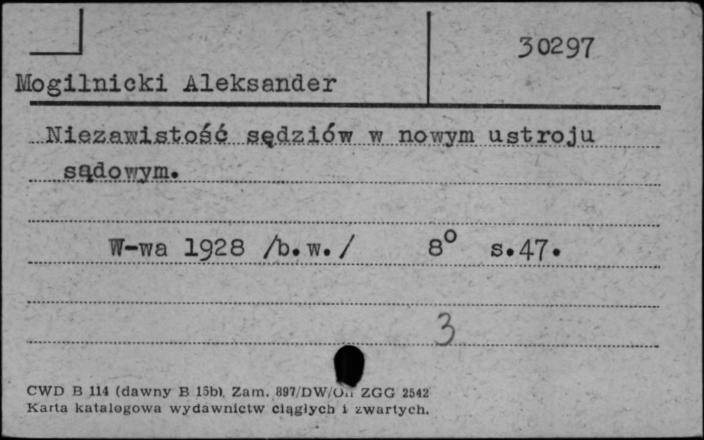 30297
Mogilnicki Aleksander
Niezawistość sędziów w nowym ustroju
sądowym.
W-wa 1928 /b.w./ 8° s.47.
3
CWD B 114 (dawny B 15b). Zam. 897/DW/ ZGG 2542
Karta katalogowa wydawnictw ciągłych i zwartych.